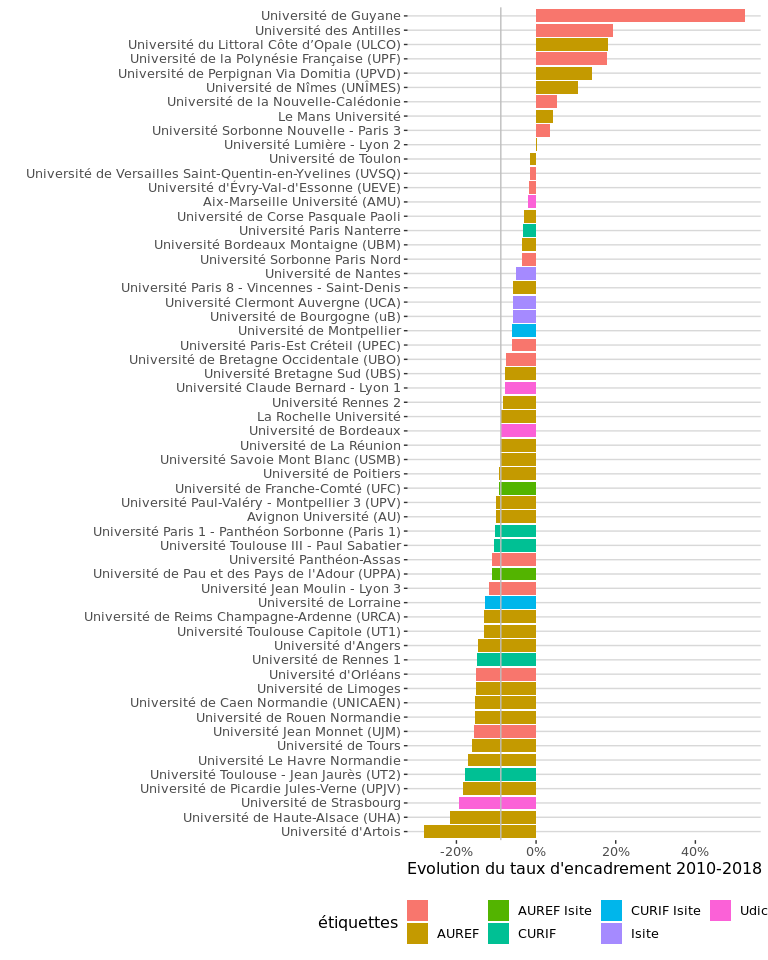 Université de Guyane
Université des Antilles
Université du Littoral Côte d’Opale (ULCO)
Université de la Polynésie Française (UPF)
Université de Perpignan Via Domitia (UPVD)
Université de Nîmes (UNÎMES)
Université de la Nouvelle-Calédonie
Le Mans Université
Université Sorbonne Nouvelle - Paris 3
Université Lumière - Lyon 2
Université de Toulon
Université de Versailles Saint-Quentin-en-Yvelines (UVSQ)
Université d'Évry-Val-d'Essonne (UEVE)
Aix-Marseille Université (AMU)
Université de Corse Pasquale Paoli
Université Paris Nanterre
Université Bordeaux Montaigne (UBM)
Université Sorbonne Paris Nord
Université de Nantes
Université Paris 8 - Vincennes - Saint-Denis
Université Clermont Auvergne (UCA)
Université de Bourgogne (uB)
Université de Montpellier
Université Paris-Est Créteil (UPEC)
Université de Bretagne Occidentale (UBO)
Université Bretagne Sud (UBS)
Université Claude Bernard - Lyon 1
Université Rennes 2
La Rochelle Université
Université de Bordeaux
Université de La Réunion
Université Savoie Mont Blanc (USMB)
Université de Poitiers
Université de Franche-Comté (UFC)
Université Paul-Valéry - Montpellier 3 (UPV)
Avignon Université (AU)
Université Paris 1 - Panthéon Sorbonne (Paris 1)
Université Toulouse III - Paul Sabatier
Université Panthéon-Assas
Université de Pau et des Pays de l'Adour (UPPA)
Université Jean Moulin - Lyon 3
Université de Lorraine
Université de Reims Champagne-Ardenne (URCA)
Université Toulouse Capitole (UT1)
Université d'Angers
Université de Rennes 1
Université d'Orléans
Université de Limoges
Université de Caen Normandie (UNICAEN)
Université de Rouen Normandie
Université Jean Monnet (UJM)
Université de Tours
Université Le Havre Normandie
Université Toulouse - Jean Jaurès (UT2)
Université de Picardie Jules-Verne (UPJV)
Université de Strasbourg
Université de Haute-Alsace (UHA)
Université d'Artois
-20% 0% 20% 40%
Evolution du taux d'encadrement 2010-2018
étiquettes
AUREF Isite CURIF Isite Udic
AUREF CURIF Isite